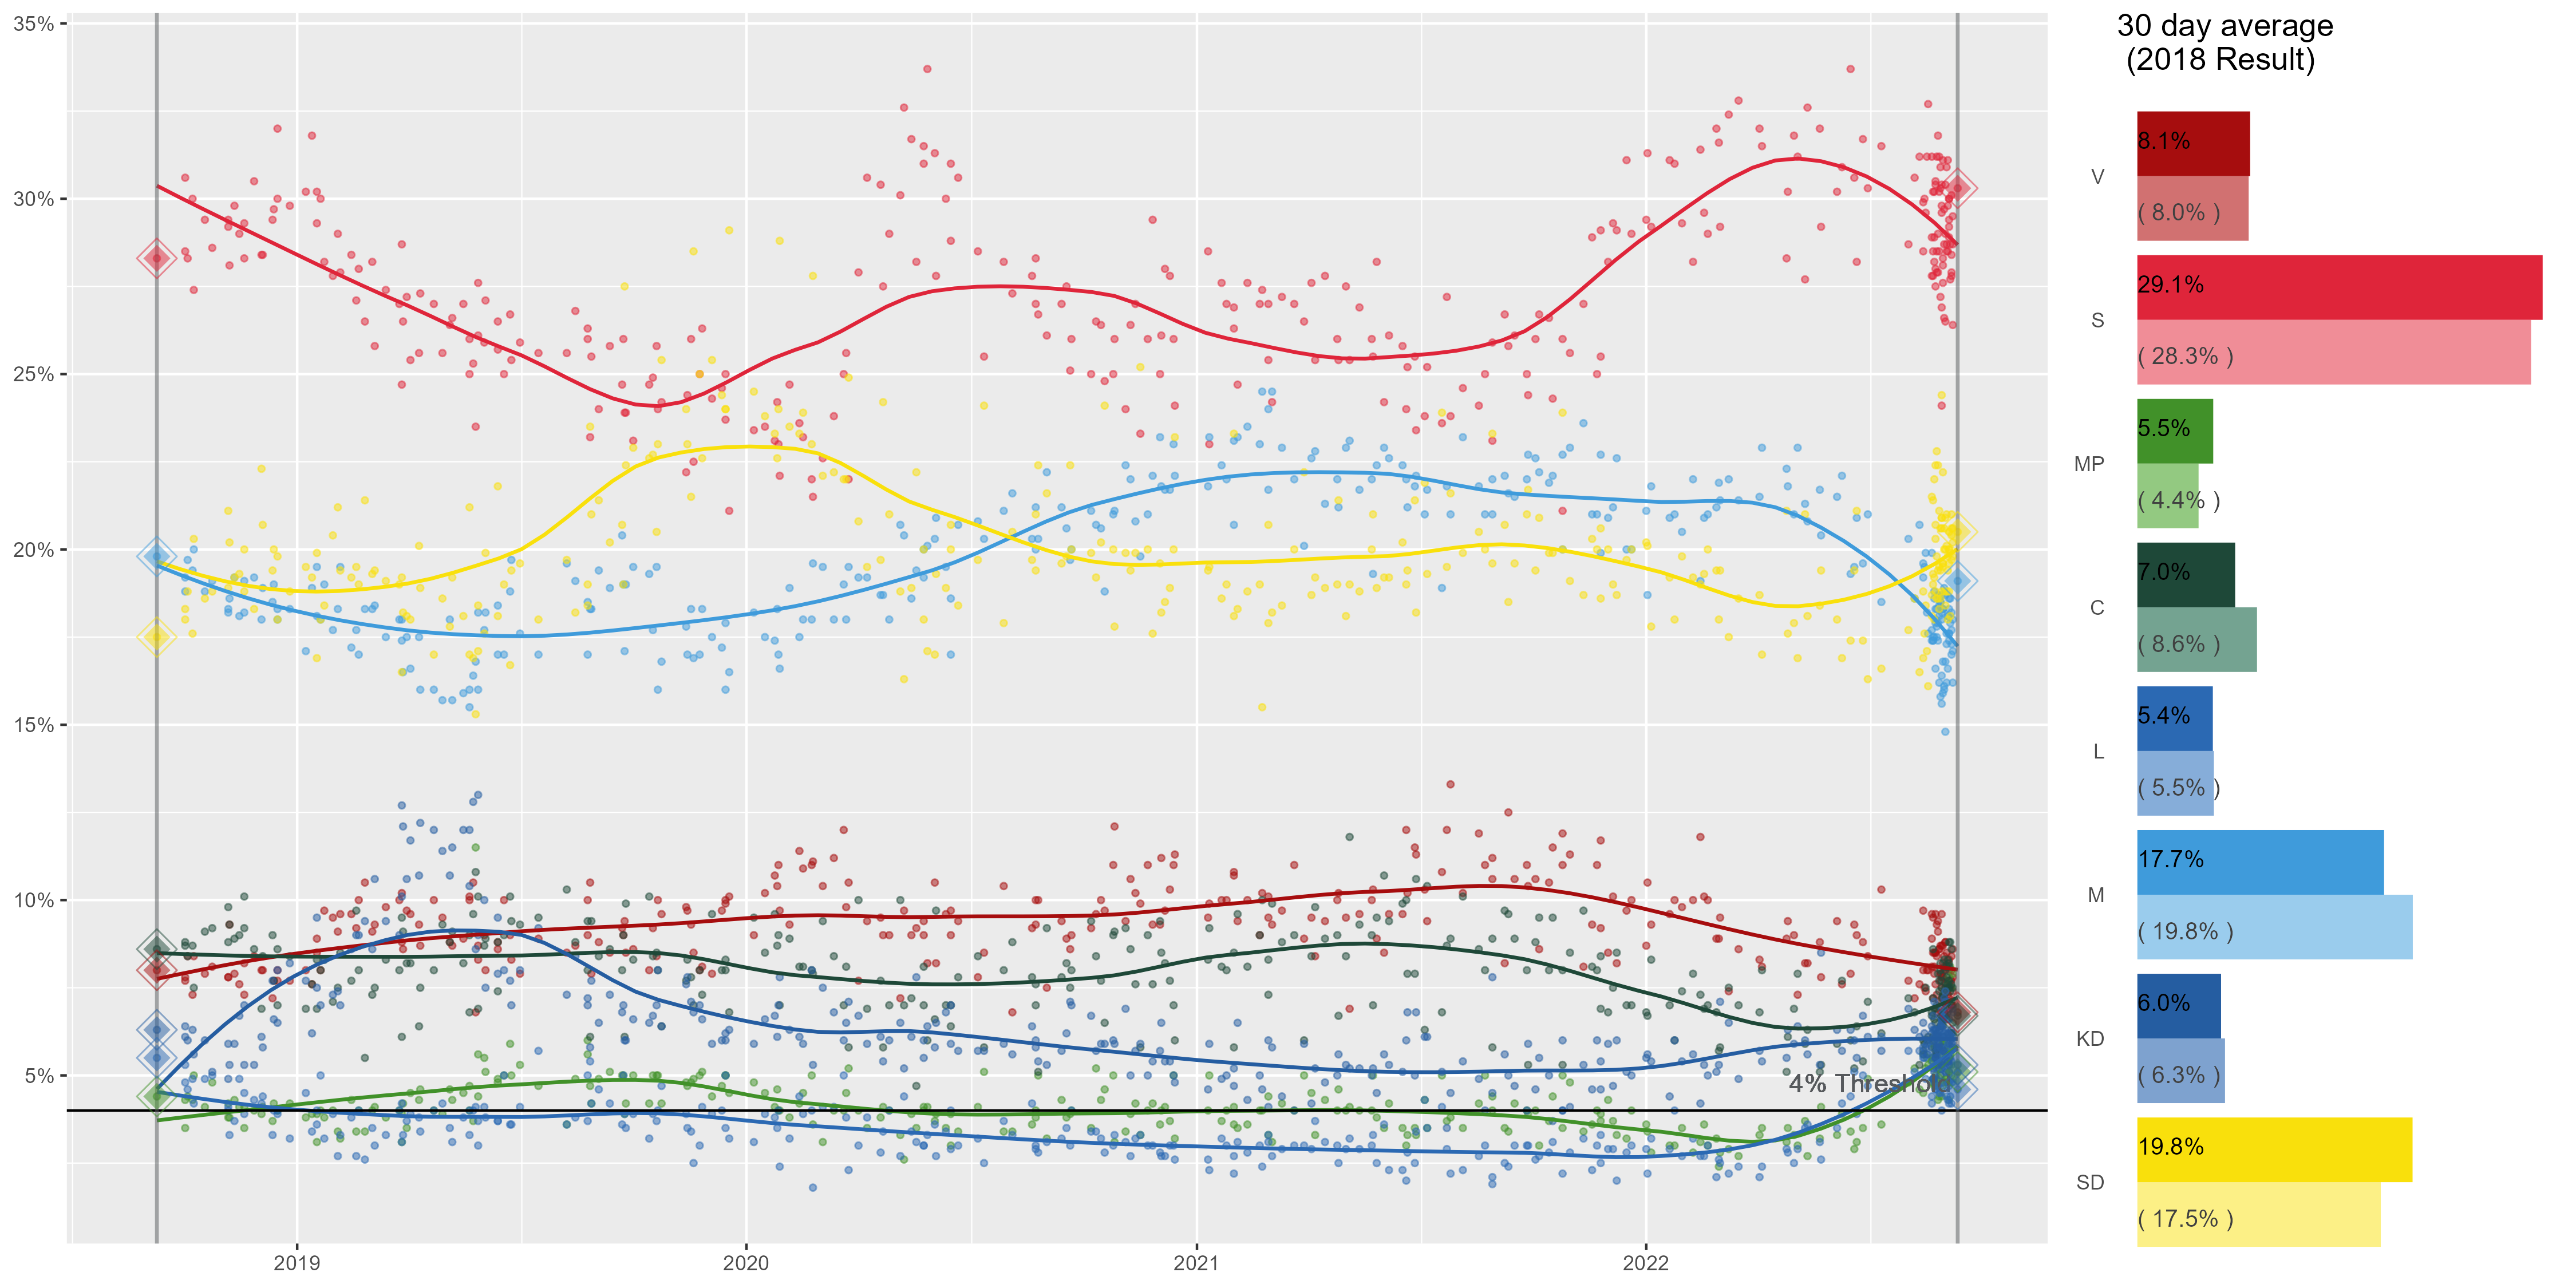 35%
30%
25%
20%
15%
10%
5%
4% Threshold
2019
2020
2021
2022
30 day average
(2018 Result)
V
8.1%
( 8.0% )
S
29.1%
( 28.3% )
MP
5.5%
( 4.4% )
C
7.0%
( 8.6% )
L
5.4%
( 5.5% )
M
17.7%
( 19.8% )
KD
6.0%
( 6.3% )
SD
19.8%
( 17.5% )